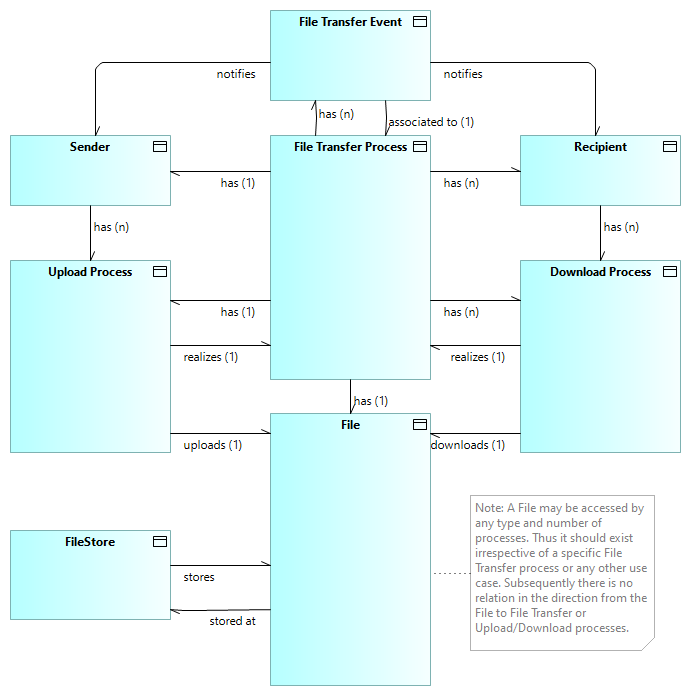 File Transfer Event
notifies
notifies
has (n)
associated to (1)
Sender
File Transfer Process
Recipient
has (1)
has (n)
has (n)
has (n)
Upload Process
Download Process
has (1)
has (n)
realizes (1)
realizes (1)
has (1)
File
uploads (1)
downloads (1)
Note: A File may be accessed by
any type and number of
processes. Thus it should exist
irrespective of a specific File
Transfer process or any other use
case. Subsequently there is no
relation in the direction from the
File to File Transfer or
Upload/Download processes.
FileStore
stores
stored at